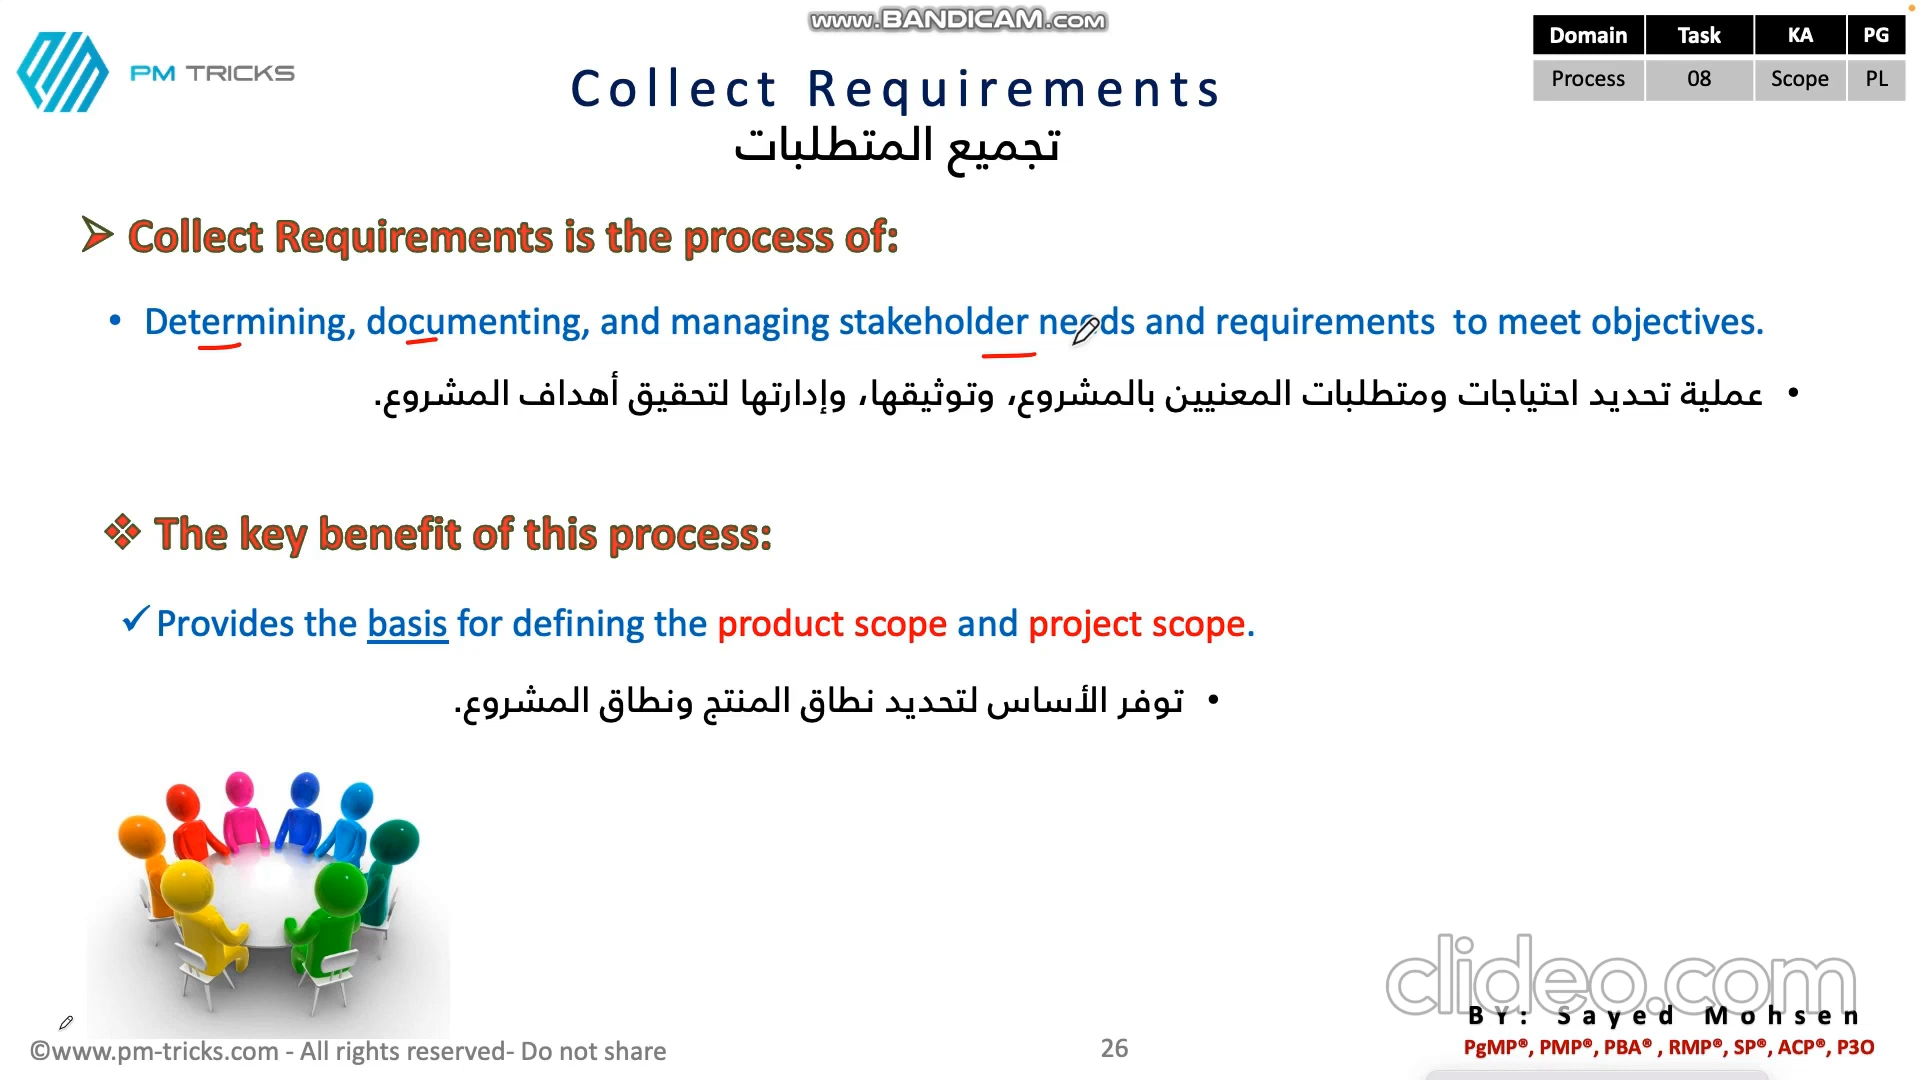 www.BANDICAM.com
PM TRICKS
Domain Task KA PG
Process 08 Scope PL
Collect Requirements
تجميع المتطلبات
Collect Requirements is the process of:
• Determining, documenting, and managing stakeholder needs and requirements to meet objectives.
• عملية تحديد احتياجات ومتطلبات المعنيين بالمشروع، وتوثيقها، وإدارتها لتحقيق أهداف المشروع.
The key benefit of this process:
Provides the basis for defining the product scope and project scope.
• توفر الأساس لتحديد نطاق المنتج ونطاق المشروع.
clideo.com
BY: Sayed Mohsen
PgMP®, PMP®, PBA® , RMP®, SP®, ACP®, P3O
©www.pm-tricks.com - All rights reserved- Do not share
26